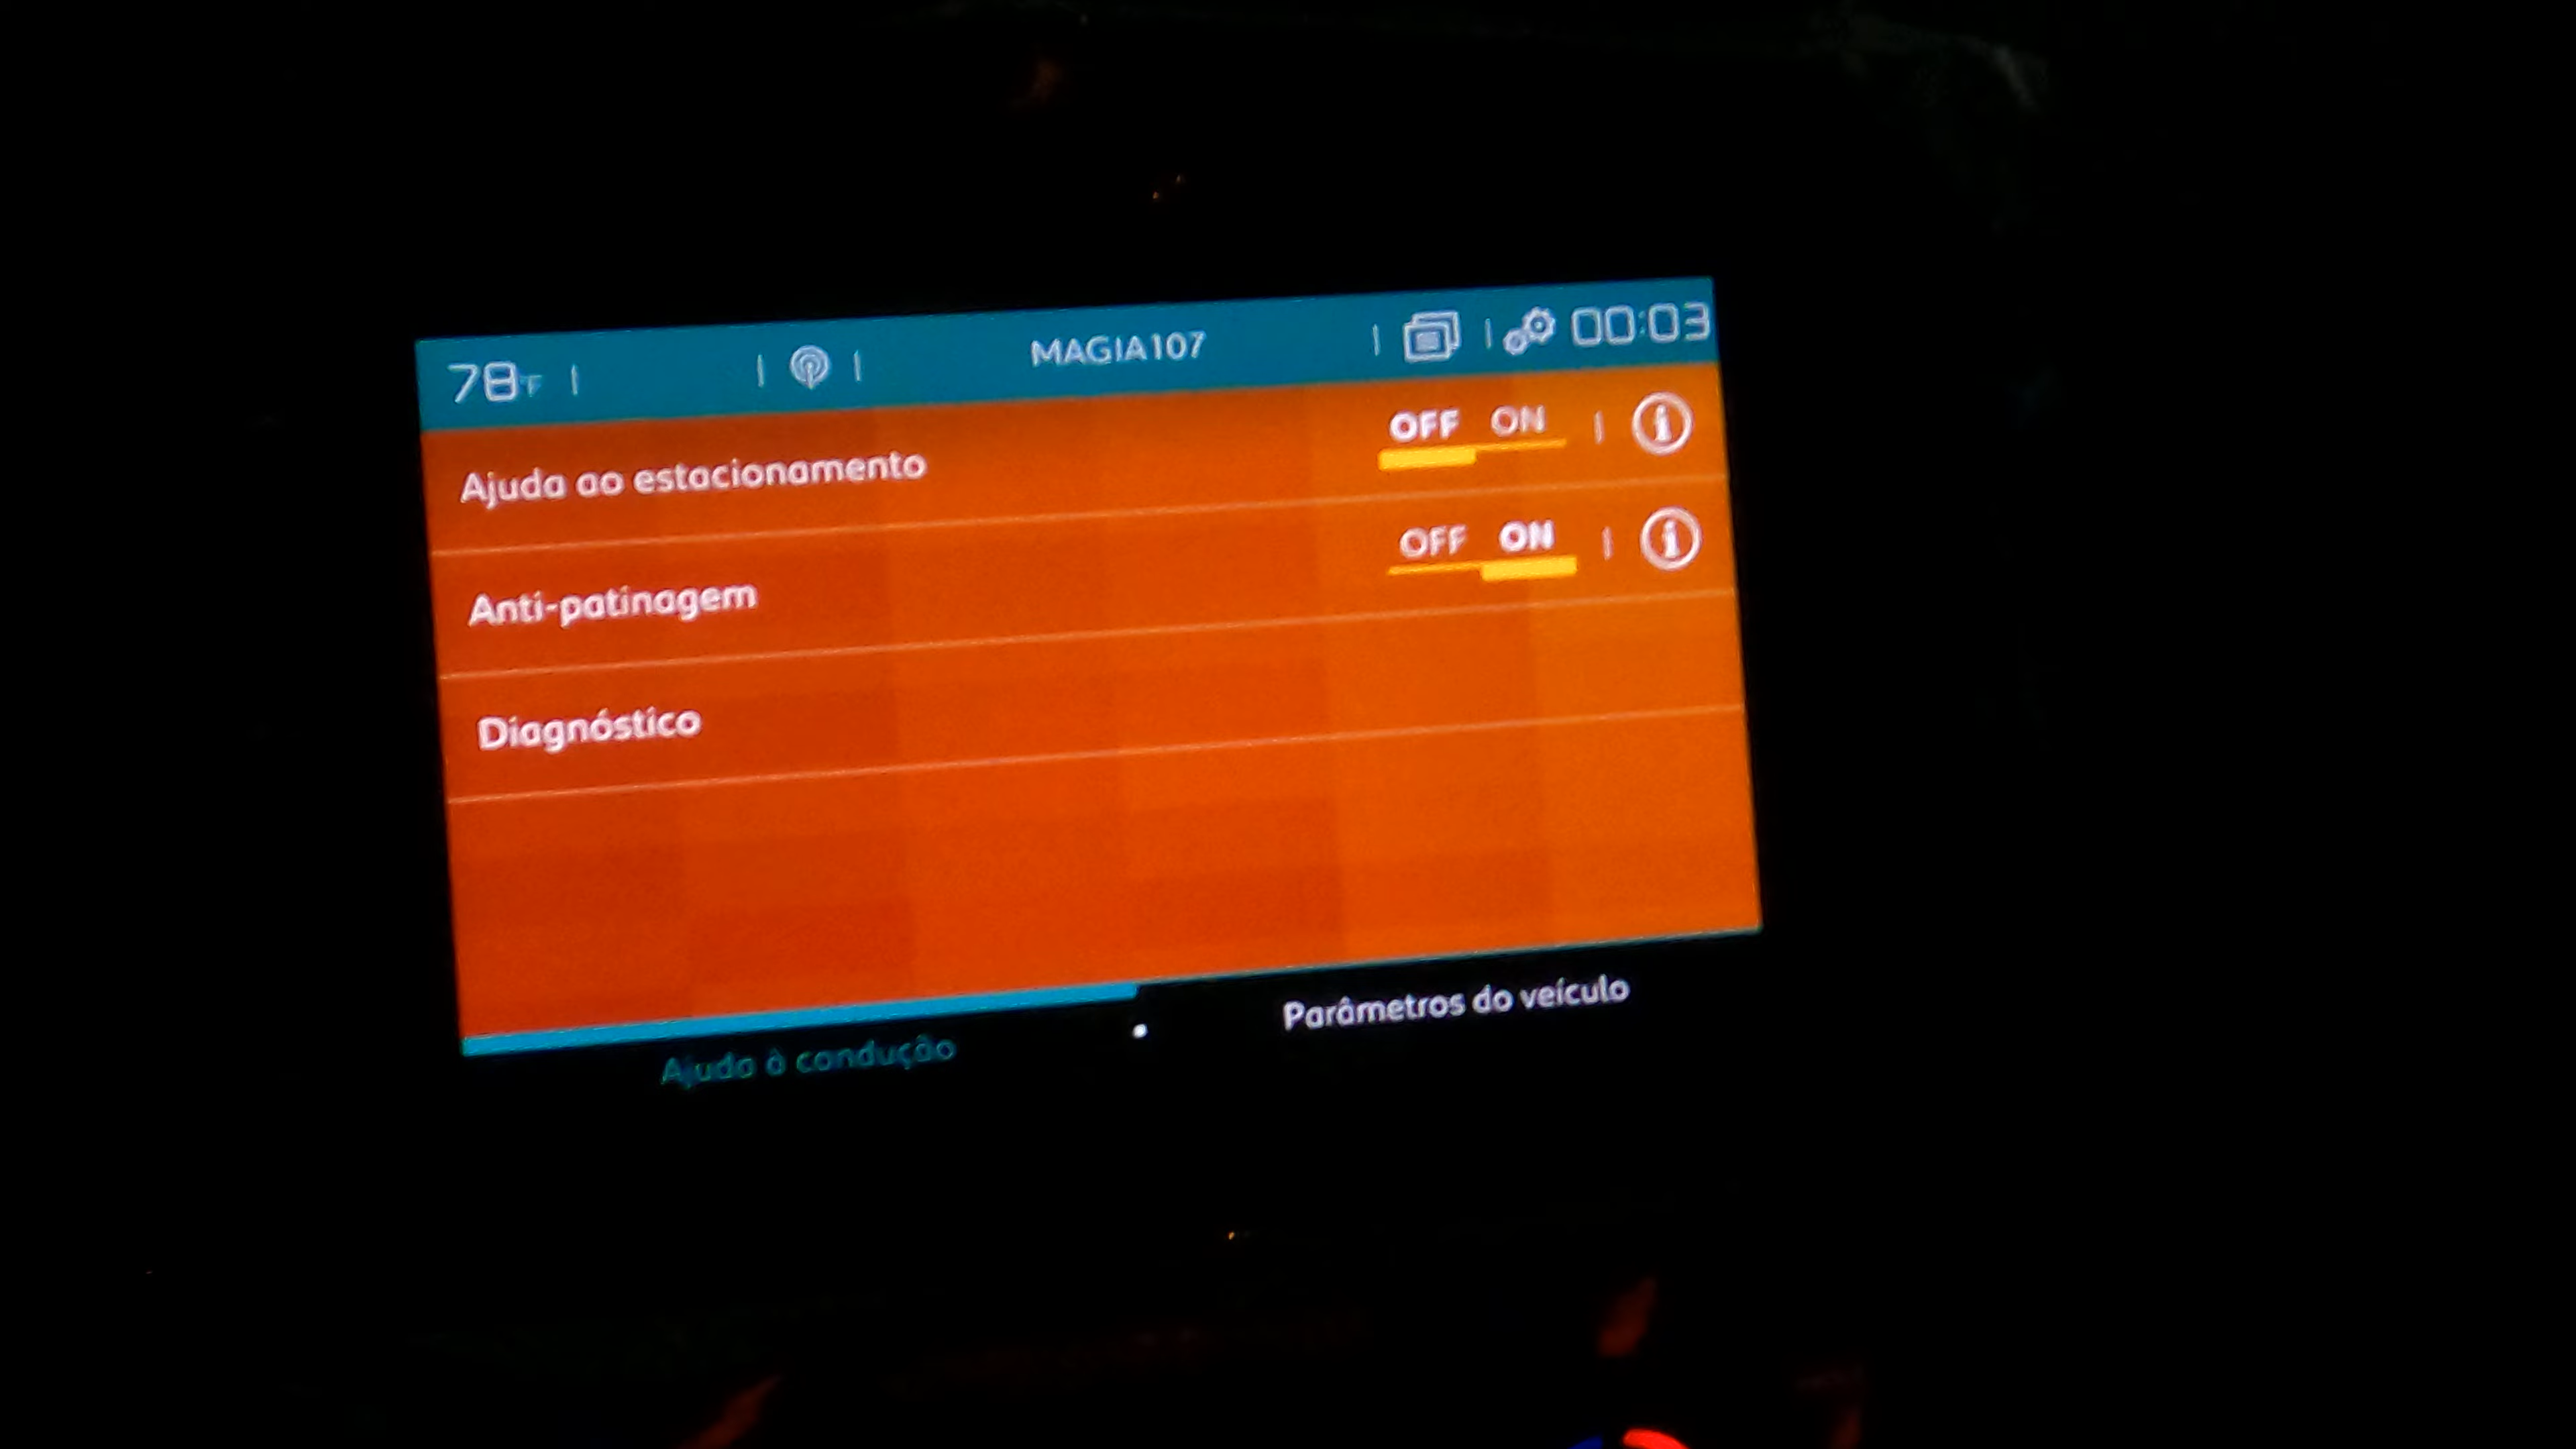 78°F
MAGIA107
00:03
Ajuda ao estacionamento OFF ON
Anti-patinagem OFF ON
Diagnóstico
Ajuda à condução
Parâmetros do veículo